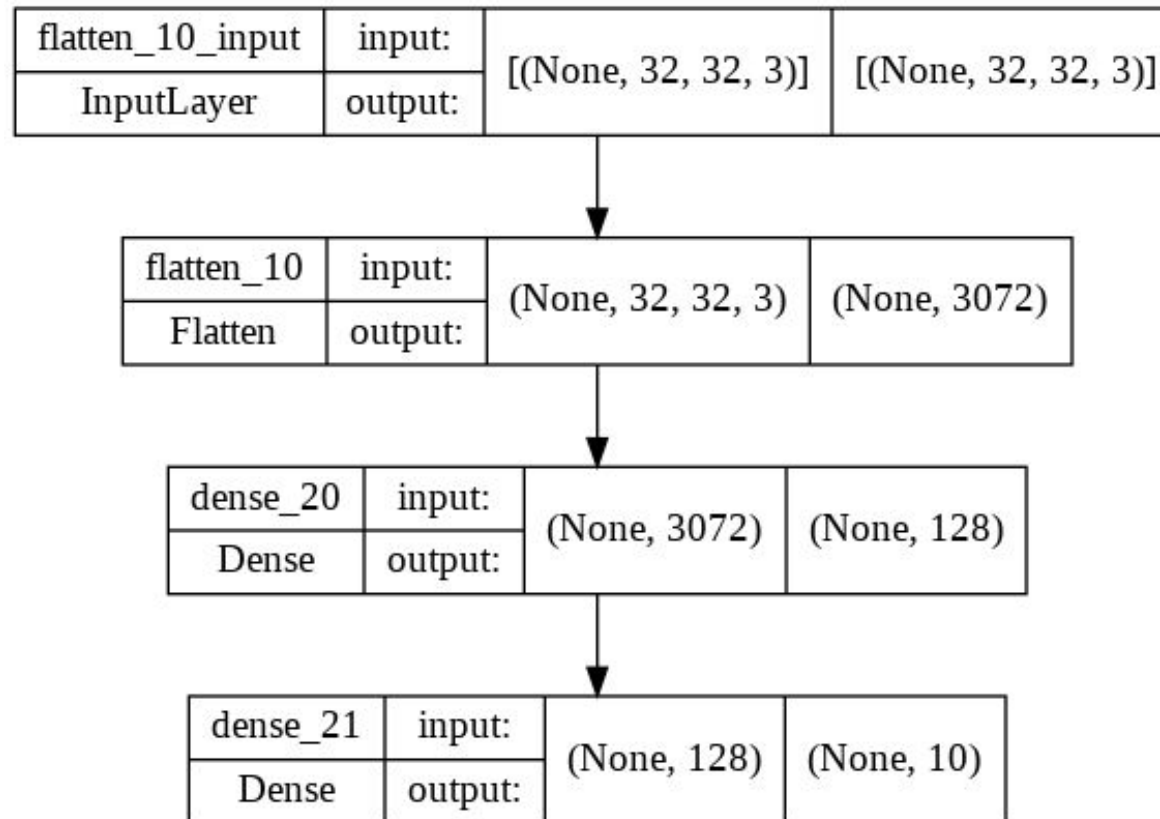 flatten_10_input input: [(None, 32, 32, 3)] [(None, 32, 32, 3)]
InputLayer output:
flatten_10 input: (None, 32, 32, 3) (None, 3072)
Flatten output:
dense_20 input: (None, 3072) (None, 128)
Dense output:
dense_21 input: (None, 128) (None, 10)
Dense output: